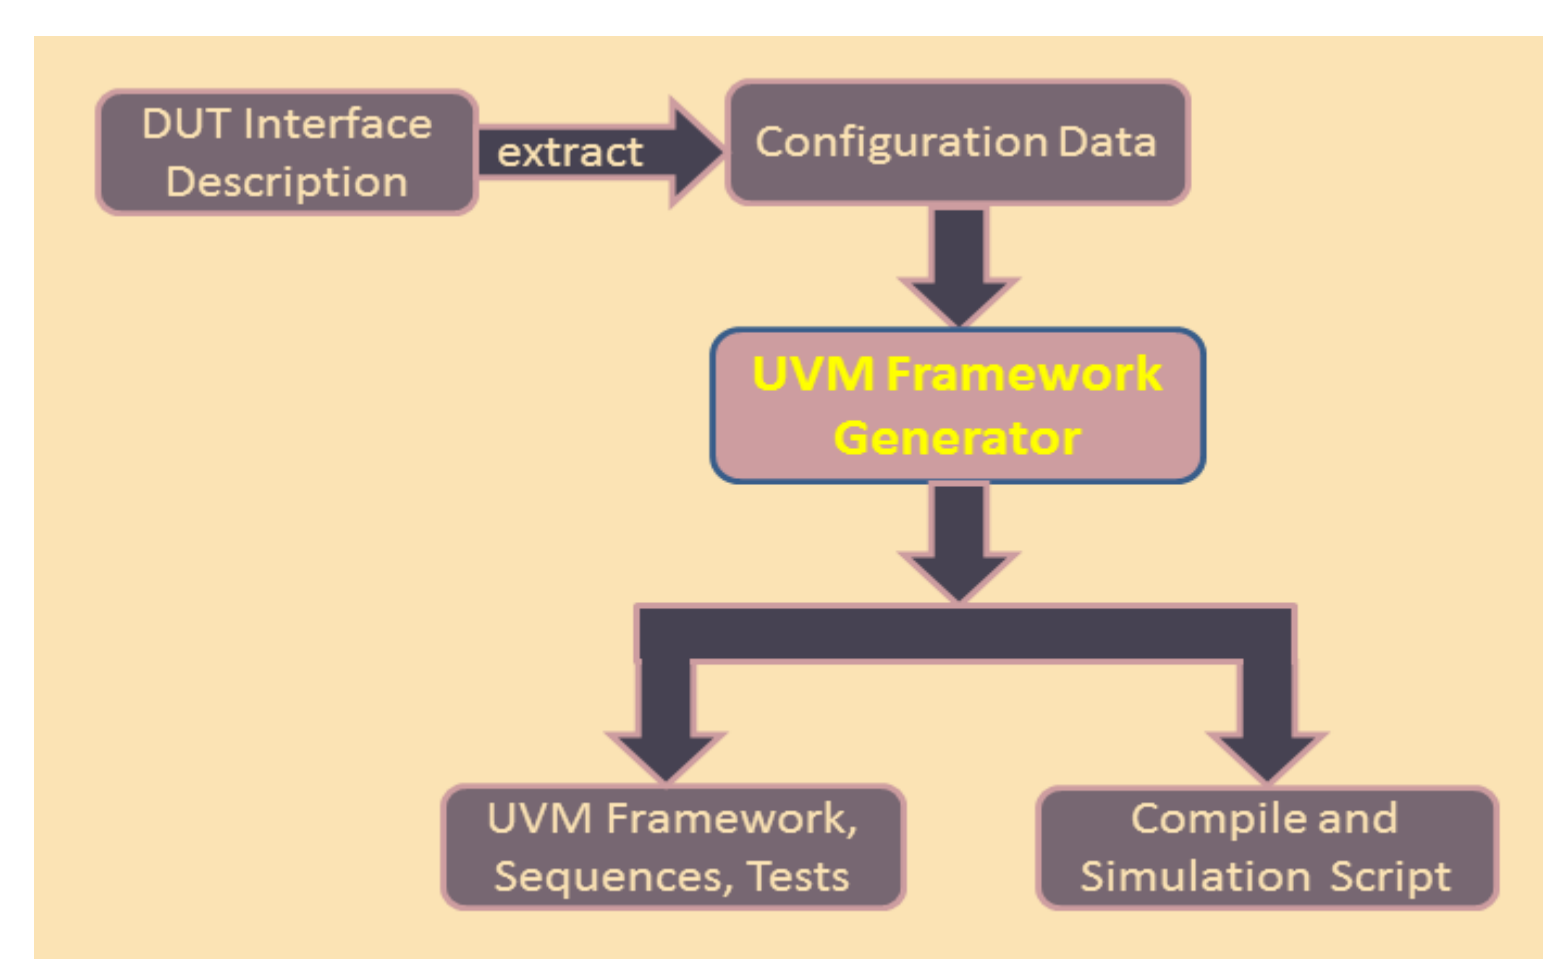 DUT Interface
Description
extract
Configuration Data
UVM Framework
Generator
UVM Framework,
Sequences, Tests
Compile and
Simulation Script